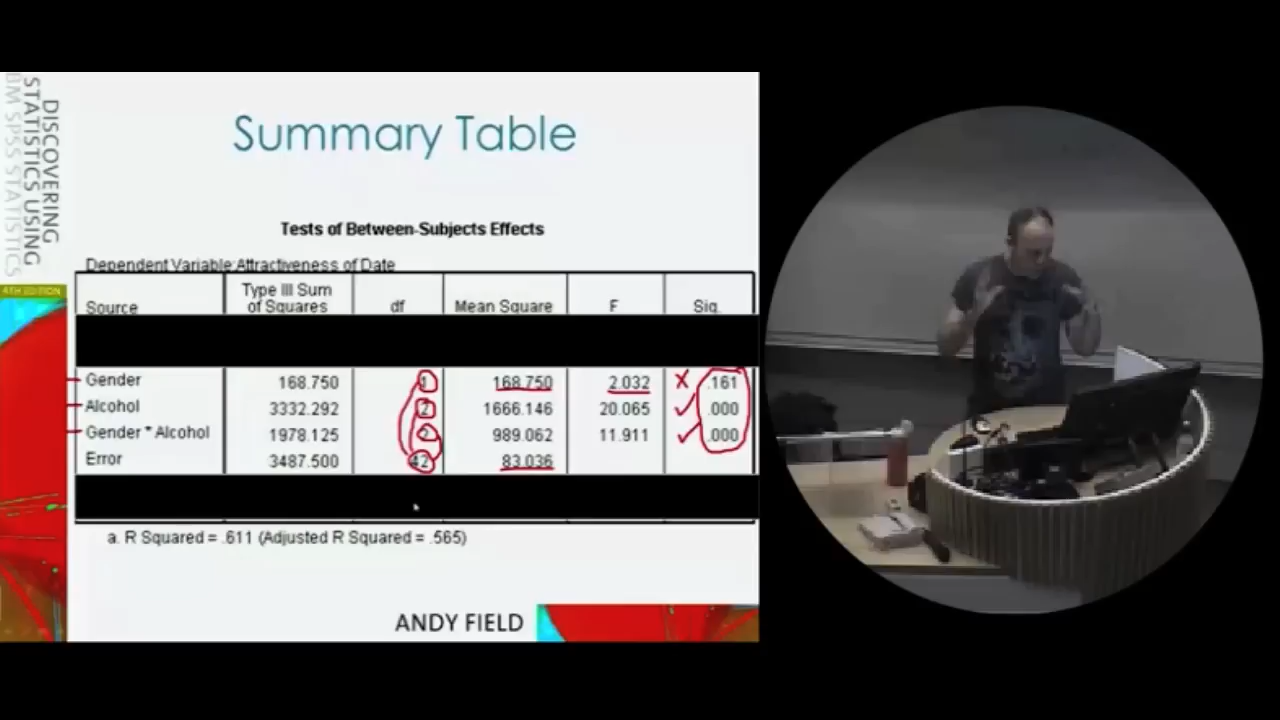 DISCOVERING
STATISTICS USING
IBM SPSS STATISTICS
4TH EDITION
Summary Table
Tests of Between-Subjects Effects
Dependent Variable:Attractiveness of Date
Source Type III Sum of Squares df Mean Square F Sig.
Gender 168.750 1 168.750 2.032 X .161
Alcohol 3332.292 2 1666.146 20.065 ✓ .000
Gender * Alcohol 1978.125 2 989.062 11.911 ✓ .000
Error 3487.500 42 83.036
a. R Squared = .611 (Adjusted R Squared = .565)
ANDY FIELD